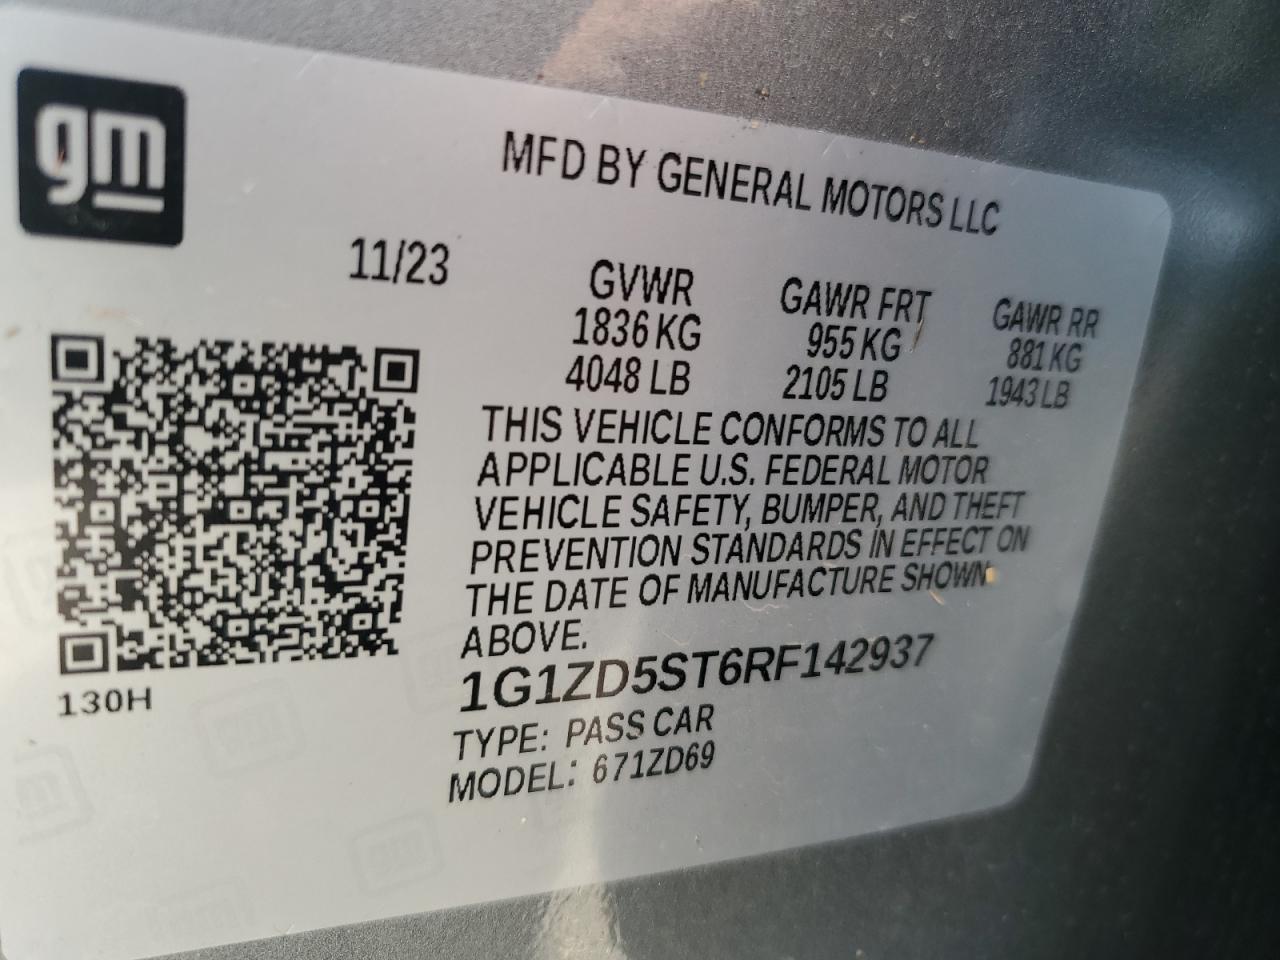 gm
MFD BY GENERAL MOTORS LLC
11/23
GVWR
1836 KG
4048 LB
GAWR FRT
955 KG
2105 LB
GAWR RR
881 KG
1943 LB
THIS VEHICLE CONFORMS TO ALL
APPLICABLE U.S. FEDERAL MOTOR
VEHICLE SAFETY, BUMPER, AND THEFT
PREVENTION STANDARDS IN EFFECT ON
THE DATE OF MANUFACTURE SHOWN
ABOVE.
1G1ZD5ST6RF142937
TYPE: PASS CAR
MODEL: 671ZD69
130H